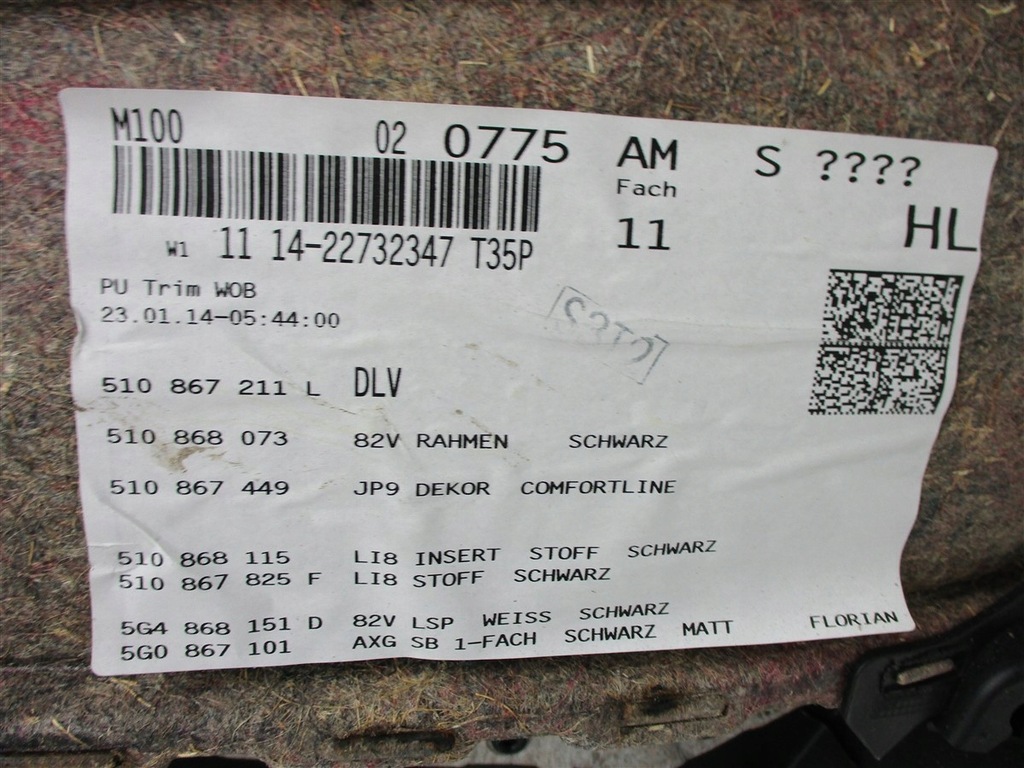 M100 02 0775 AM S ????
Fach
11 HL
W1 11 14-22732347 T35P
PU Trim WOB
23.01.14-05:44:00
510 867 211 L DLV
510 868 073 82V RAHMEN SCHWARZ
510 867 449 JP9 DEKOR COMFORTLINE
510 868 115 LI8 INSERT STOFF SCHWARZ
510 867 825 F LI8 STOFF SCHWARZ
5G4 868 151 D 82V LSP WEISS SCHWARZ
5G0 867 101 AXG SB 1-FACH SCHWARZ MATT FLORIAN